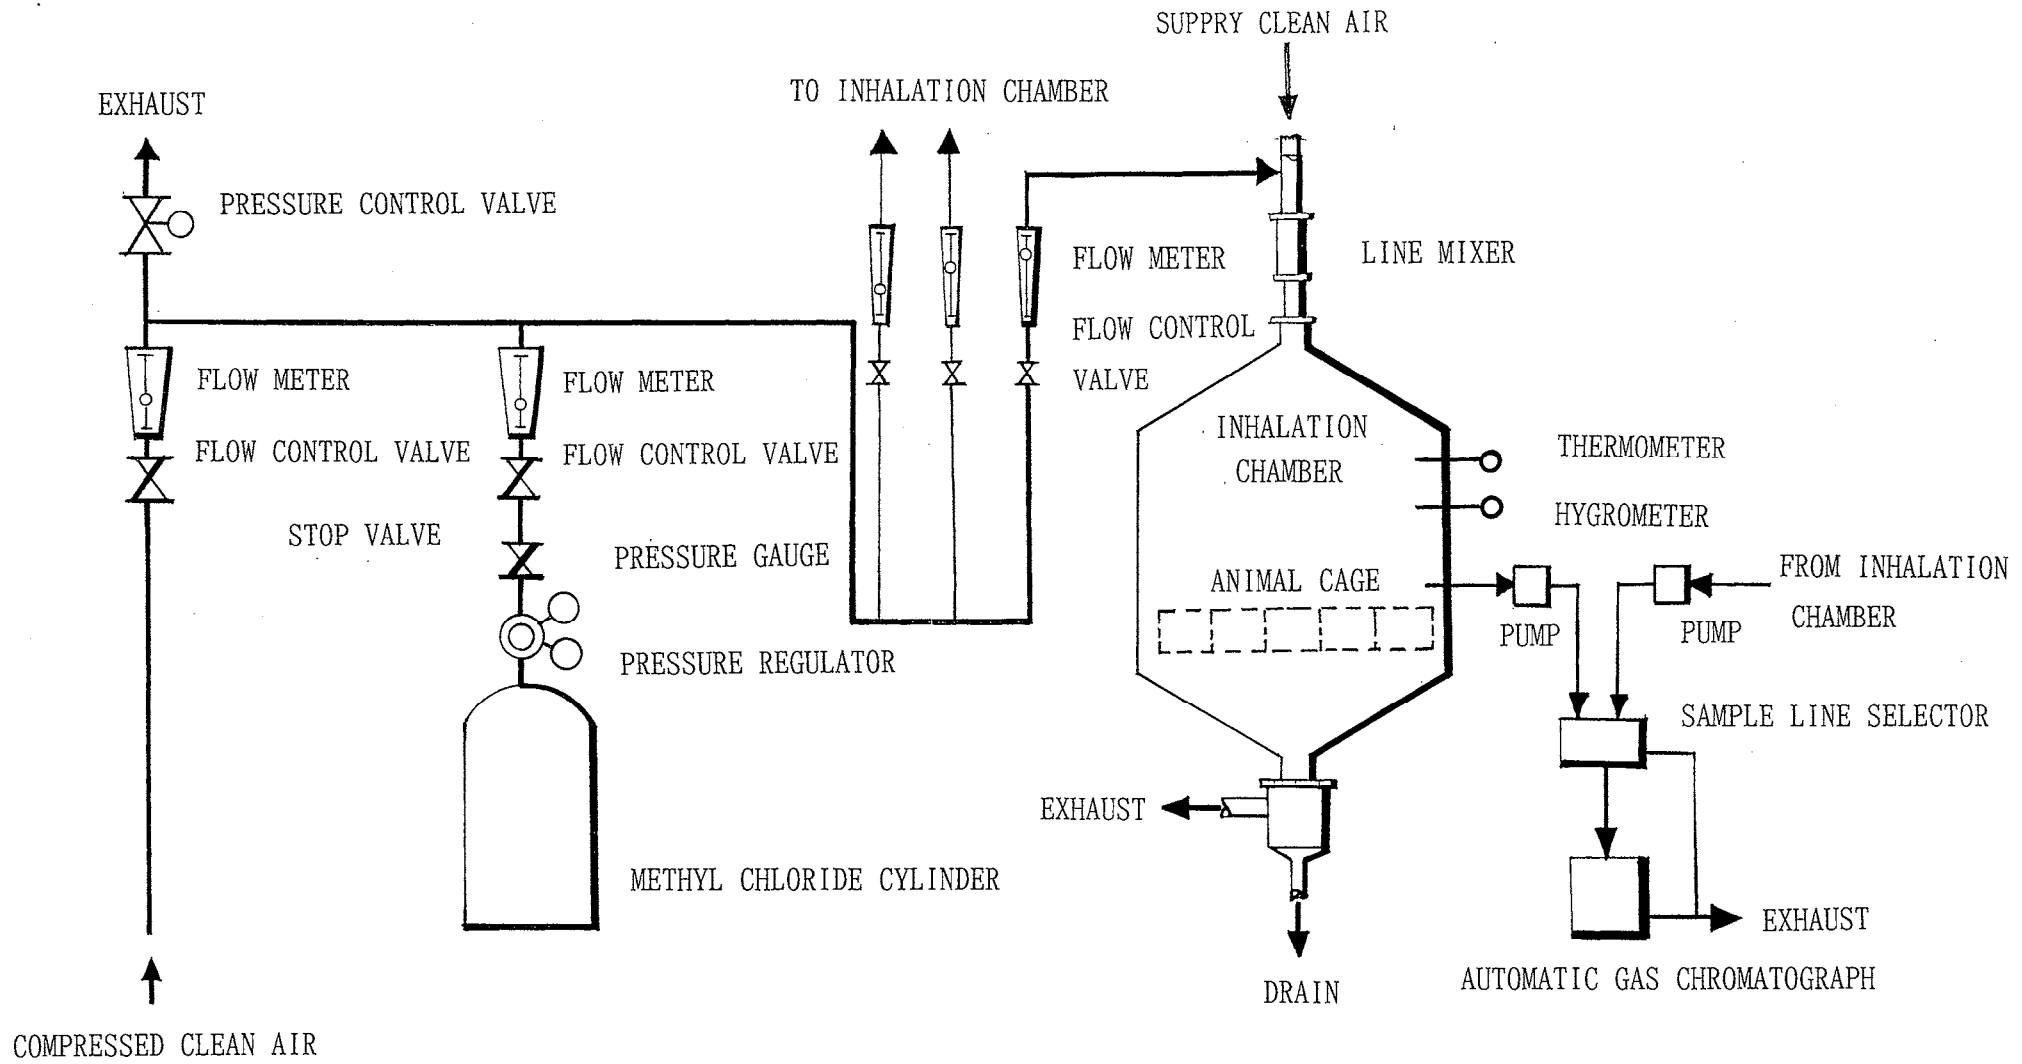 SUPPRY CLEAN AIR
TO INHALATION CHAMBER
EXHAUST
PRESSURE CONTROL VALVE
FLOW METER
LINE MIXER
FLOW CONTROL
VALVE
FLOW METER
FLOW METER
FLOW CONTROL VALVE
FLOW CONTROL VALVE
INHALATION
CHAMBER
THERMOMETER
HYGROMETER
STOP VALVE
PRESSURE GAUGE
ANIMAL CAGE
FROM INHALATION
CHAMBER
PUMP
PUMP
PRESSURE REGULATOR
SAMPLE LINE SELECTOR
EXHAUST
METHYL CHLORIDE CYLINDER
EXHAUST
DRAIN
AUTOMATIC GAS CHROMATOGRAPH
COMPRESSED CLEAN AIR